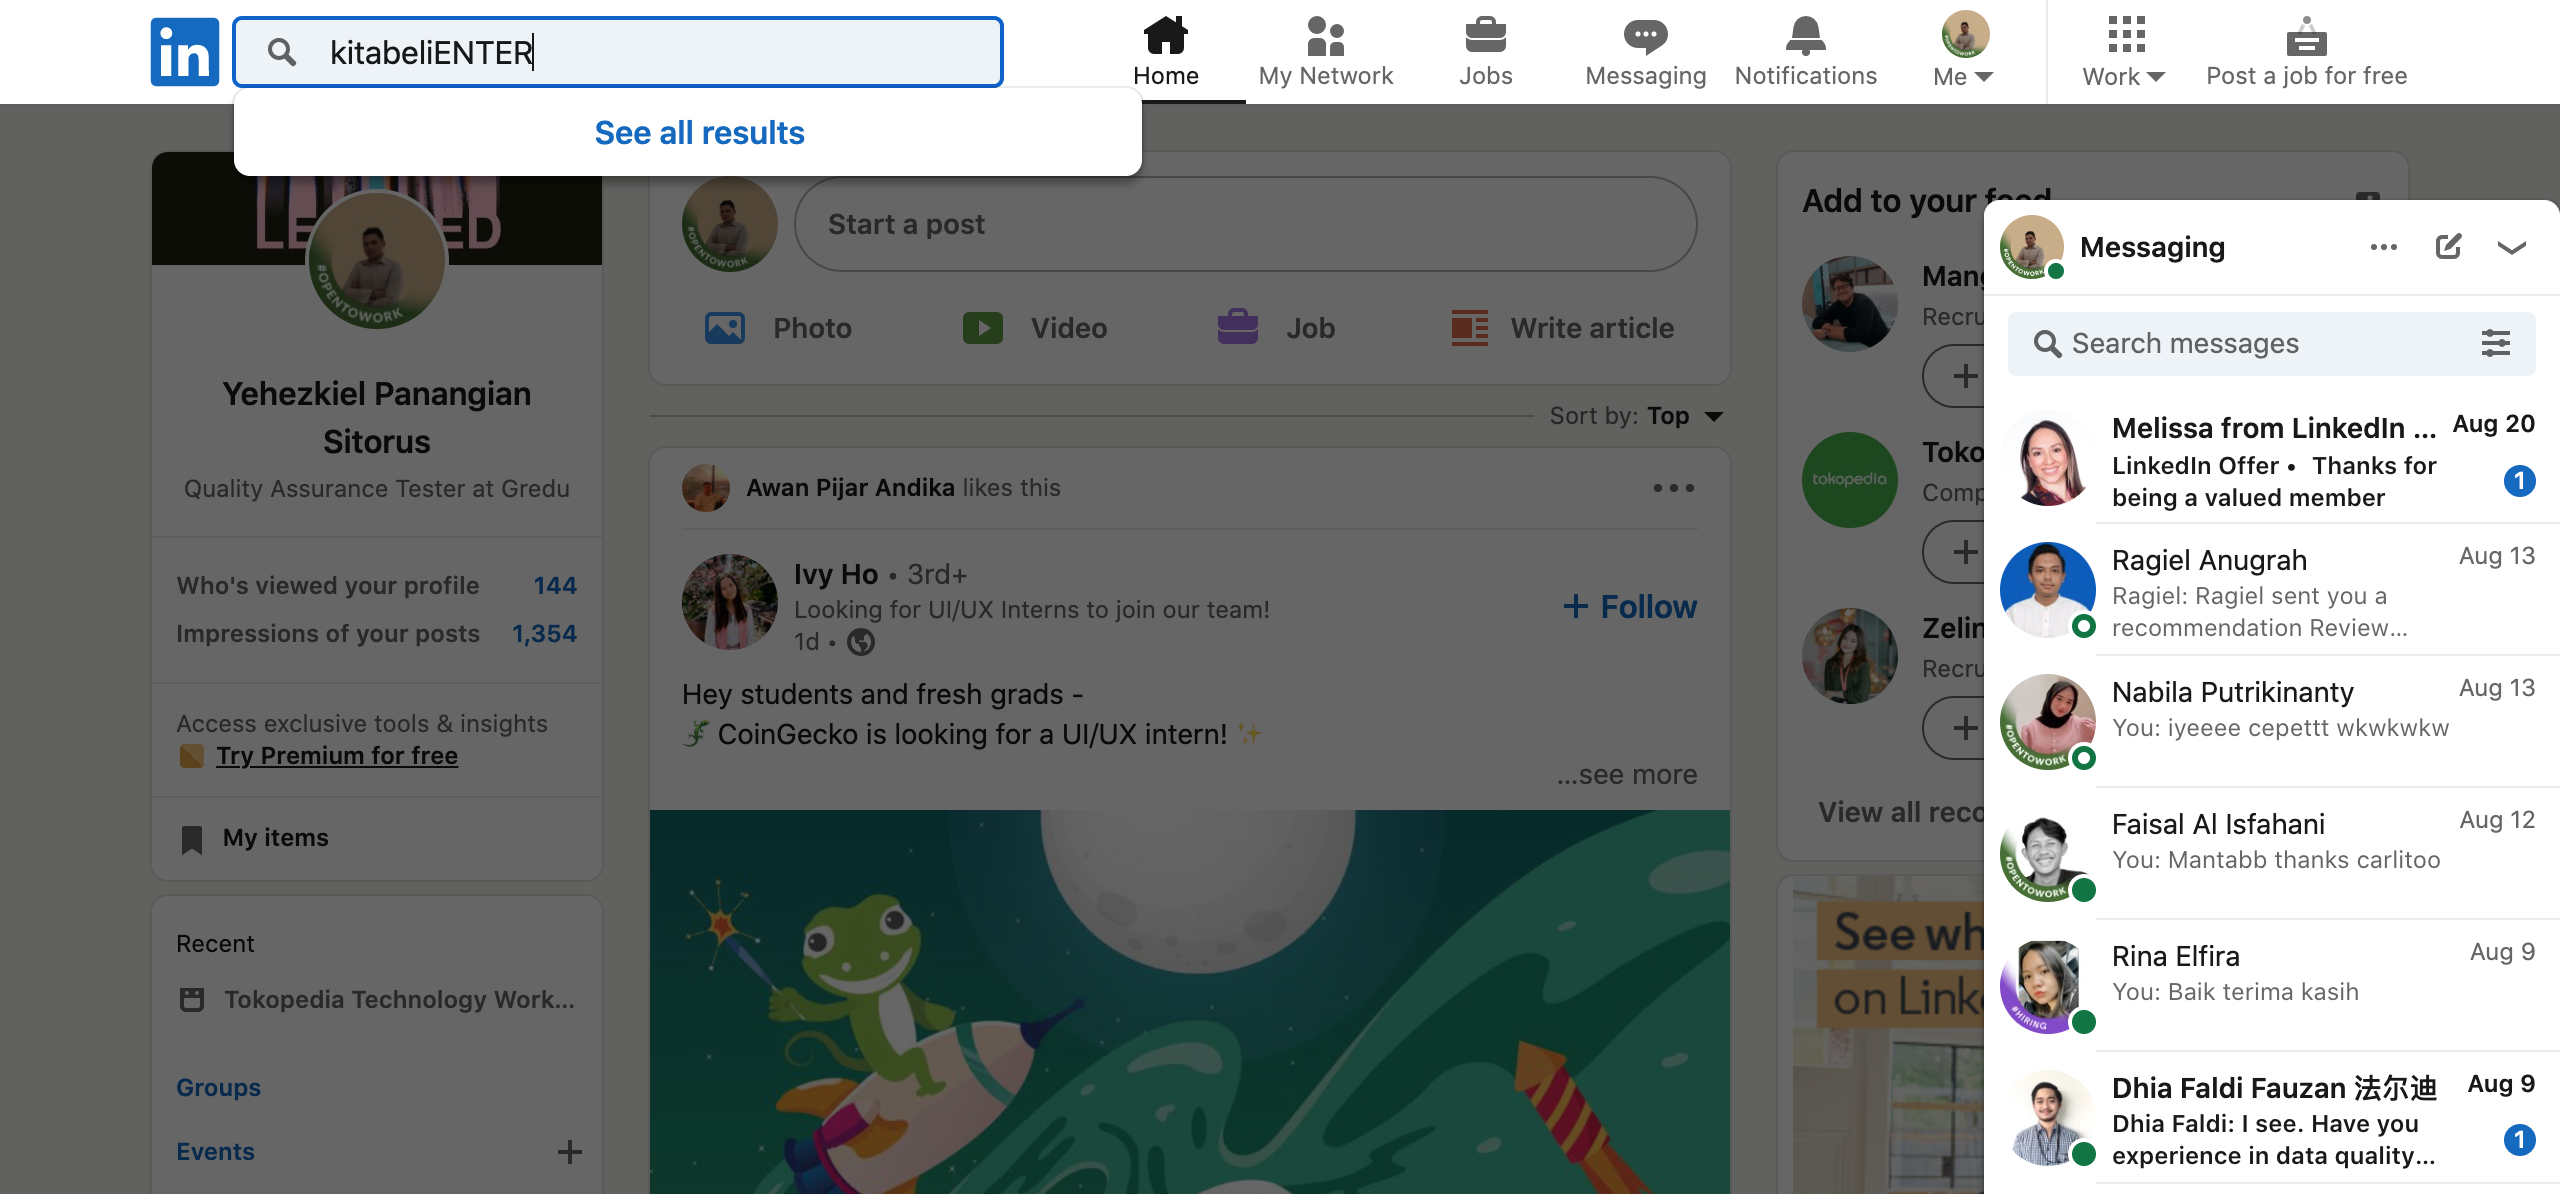 in
kitabeliENTER
Home
My Network
Jobs
Messaging
Notifications
Me
Work
Post a job for free
See all results
#OPENTOWORK
Yehezkiel Panangian
Sitorus
Quality Assurance Tester at Gredu
Who's viewed your profile 144
Impressions of your posts 1,354
Access exclusive tools & insights
Try Premium for free
My items
Recent
Tokopedia Technology Work...
Groups
Events
Start a post
Photo
Video
Job
Write article
Sort by: Top
Awan Pijar Andika likes this
Ivy Ho • 3rd+
Looking for UI/UX Interns to join our team!
1d •
+ Follow
Hey students and fresh grads -
🦎 CoinGecko is looking for a UI/UX intern! ✨
...see more
Add to your feed
Recru
tokopedia
Toko
Comp
Zelin
Recru
View all reco
See wh
on Linke
Messaging
Search messages
Melissa from LinkedIn ... Aug 20
LinkedIn Offer • Thanks for
being a valued member
1
Ragiel Anugrah Aug 13
Ragiel: Ragiel sent you a
recommendation Review...
Nabila Putrikinanty Aug 13
You: iyeeee cepettt wkwkwkw
#OPENTOWORK
Faisal Al Isfahani Aug 12
You: Mantabb thanks carlitoo
#OPENTOWORK
Rina Elfira Aug 9
You: Baik terima kasih
#HIRING
Dhia Faldi Fauzan 法尔迪 Aug 9
Dhia Faldi: I see. Have you
experience in data quality...
1